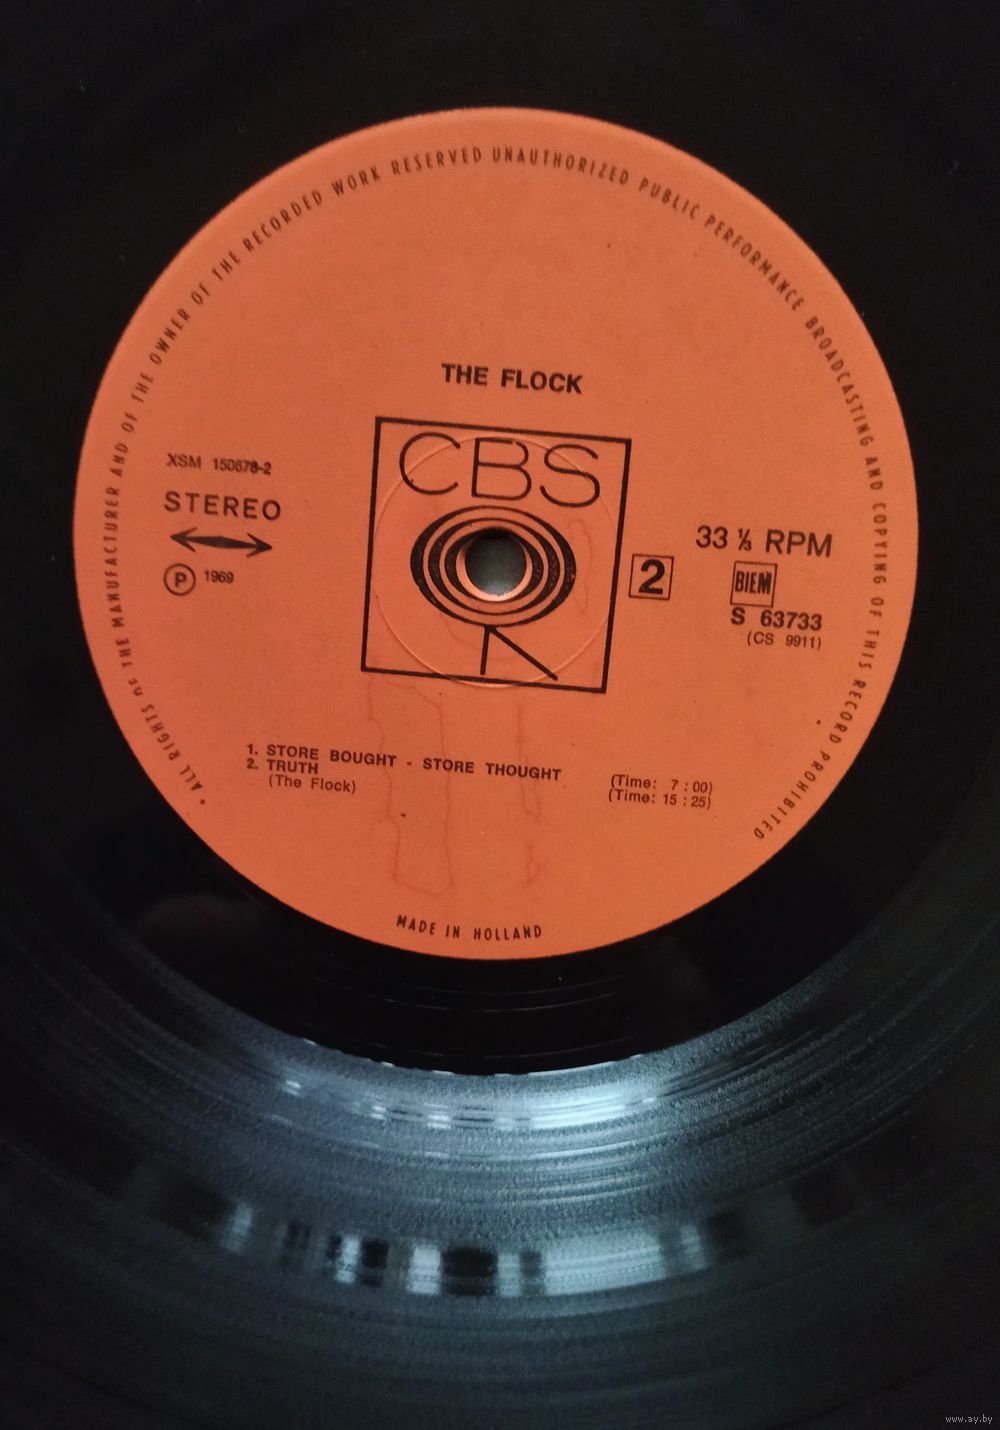 • ALL RIGHTS OF THE MANUFACTURER AND OF THE OWNER OF THE RECORDED WORK RESERVED UNAUTHORIZED PUBLIC PERFORMANCE BROADCASTING AND COPYING OF THIS RECORD PROHIBITED
THE FLOCK
CBS
XSM 150678-2
STEREO
Ⓟ 1969
2
33 ⅓ RPM
BIEM
S 63733
(CS 9911)
1. STORE BOUGHT - STORE THOUGHT (Time: 7 : 00)
2. TRUTH (Time: 15 : 25)
(The Flock)
MADE IN HOLLAND
www.ay.by